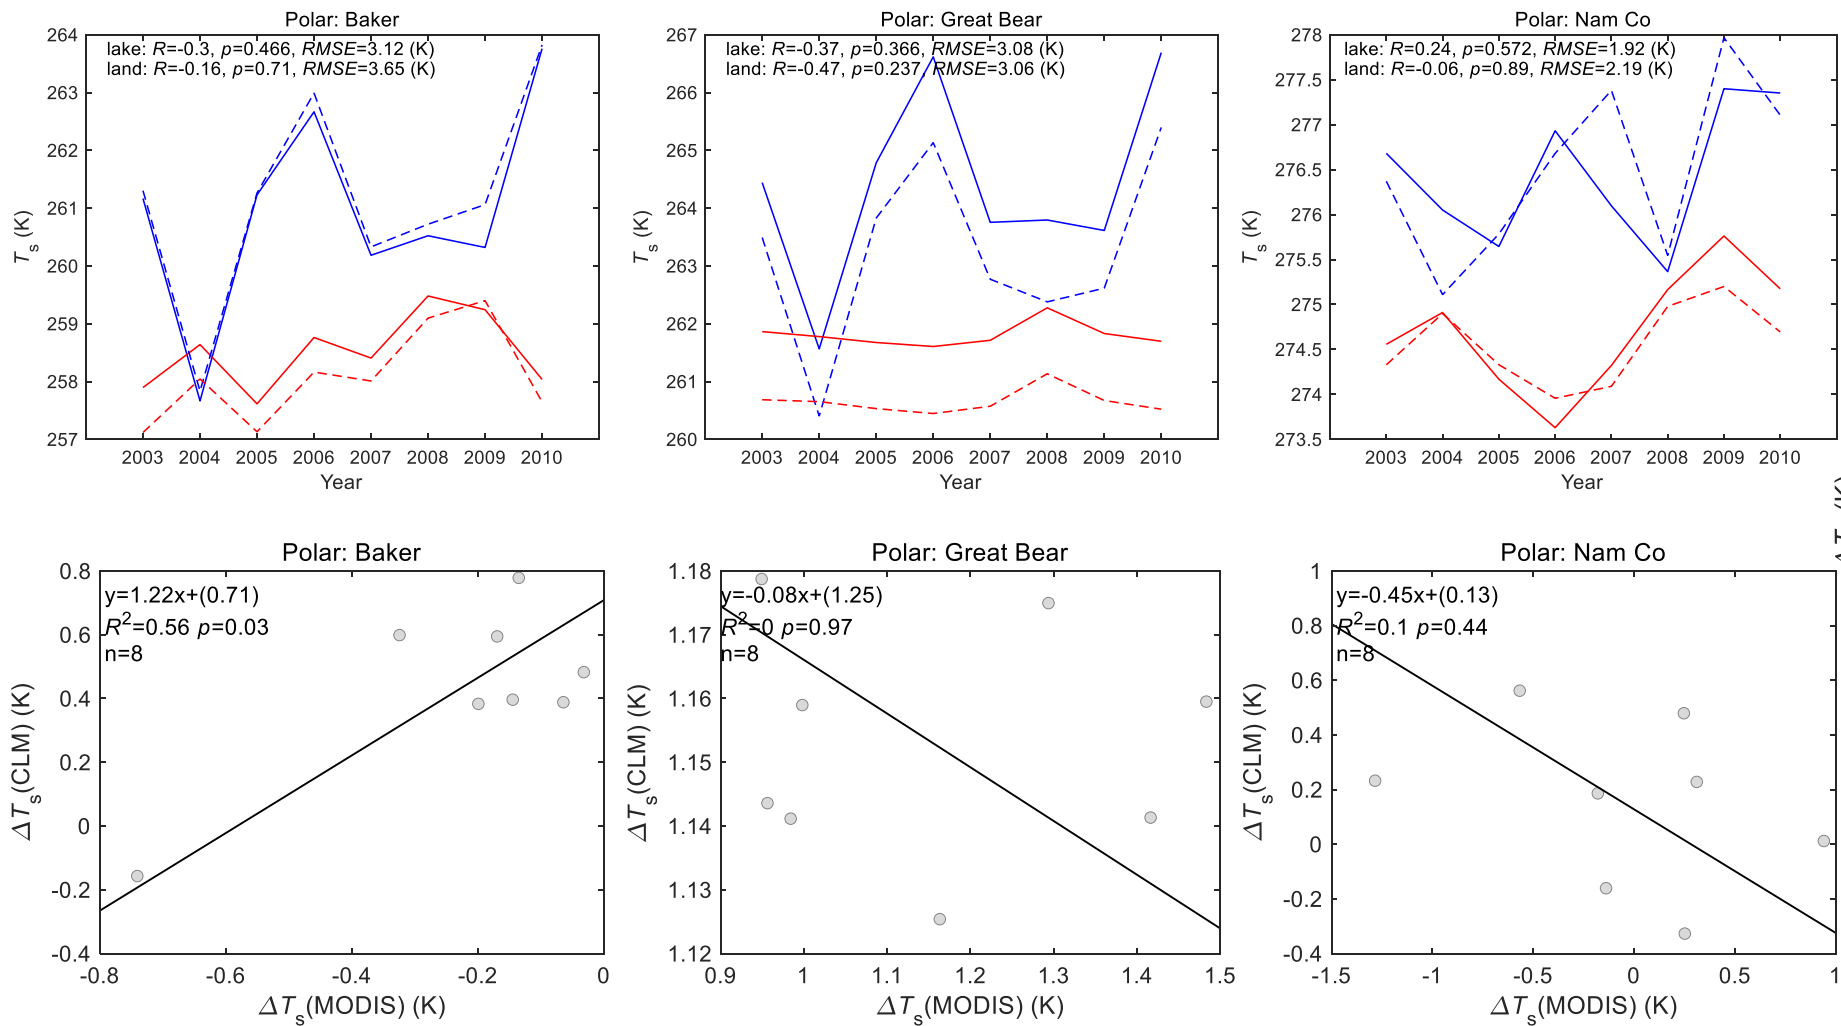 Polar: Baker
lake: R=-0.3, p=0.466, RMSE=3.12 (K)
land: R=-0.16, p=0.71, RMSE=3.65 (K)
264
263
262
261
260
259
258
257
Ts (K)
2003 2004 2005 2006 2007 2008 2009 2010
Year
Polar: Great Bear
lake: R=-0.37, p=0.366, RMSE=3.08 (K)
land: R=-0.47, p=0.237, RMSE=3.06 (K)
267
266
265
264
263
262
261
260
Ts (K)
2003 2004 2005 2006 2007 2008 2009 2010
Year
Polar: Nam Co
lake: R=0.24, p=0.572, RMSE=1.92 (K)
land: R=-0.06, p=0.89, RMSE=2.19 (K)
278
277.5
277
276.5
276
275.5
275
274.5
274
273.5
Ts (K)
2003 2004 2005 2006 2007 2008 2009 2010
Year
Polar: Baker
y=1.22x+(0.71)
R2=0.56 p=0.03
n=8
0.8
0.6
0.4
0.2
0
-0.2
-0.4
ΔTs(CLM) (K)
-0.8 -0.6 -0.4 -0.2 0
ΔTs(MODIS) (K)
Polar: Great Bear
y=-0.08x+(1.25)
R2=0 p=0.97
n=8
1.18
1.17
1.16
1.15
1.14
1.13
1.12
ΔTs(CLM) (K)
0.9 1 1.1 1.2 1.3 1.4 1.5
ΔTs(MODIS) (K)
Polar: Nam Co
y=-0.45x+(0.13)
R2=0.1 p=0.44
n=8
1
0.8
0.6
0.4
0.2
0
-0.2
-0.4
ΔTs(CLM) (K)
-1.5 -1 -0.5 0 0.5 1
ΔTs(MODIS) (K)